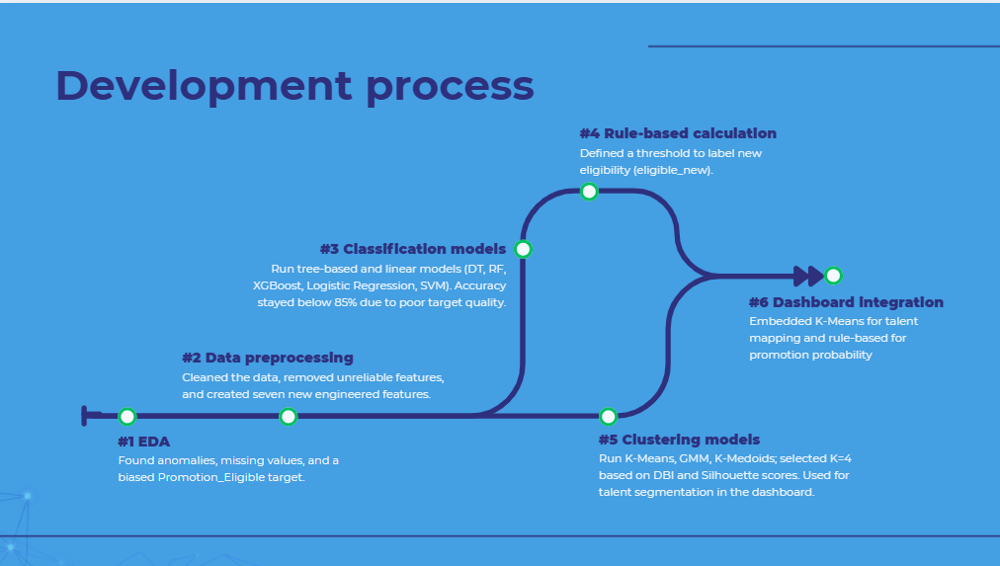 Development process
#4 Rule-based calculation
Defined a threshold to label new
eligibility (eligible_new).
#3 Classification models
Run tree-based and linear models (DT, RF,
XGBoost, Logistic Regression, SVM). Accuracy
stayed below 85% due to poor target quality.
#6 Dashboard integration
Embedded K-Means for talent
mapping and rule-based for
promotion probability
#2 Data preprocessing
Cleaned the data, removed unreliable features,
and created seven new engineered features.
#1 EDA
Found anomalies, missing values, and a
biased Promotion_Eligible target.
#5 Clustering models
Run K-Means, GMM, K-Medoids; selected K=4
based on DBI and Silhouette scores. Used for
talent segmentation in the dashboard.